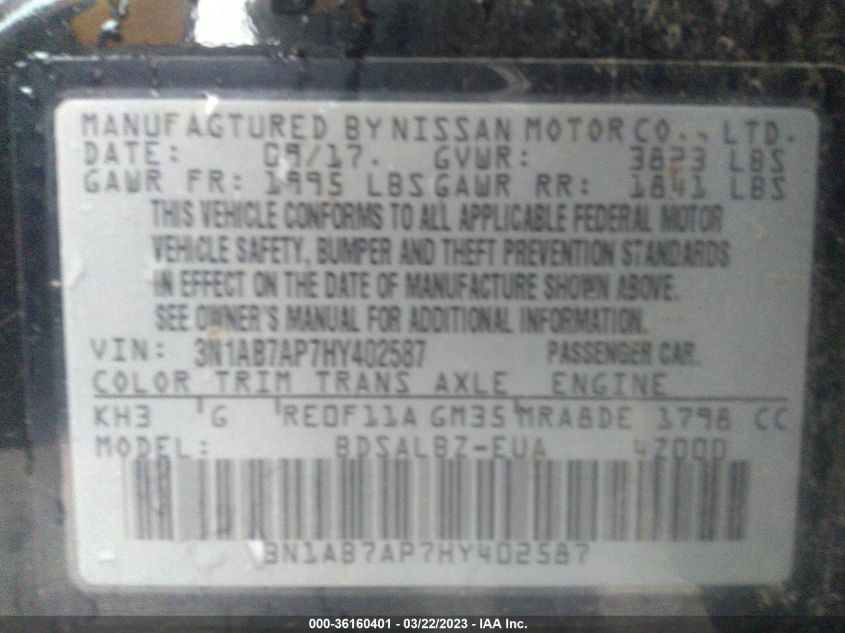 MANUFACTURED BY NISSAN MOTOR CO., LTD.
DATE: 09/17. GVWR: 3823 LBS
GAWR FR: 1995 LBS GAWR RR: 1841 LBS
THIS VEHICLE CONFORMS TO ALL APPLICABLE FEDERAL MOTOR
VEHICLE SAFETY, BUMPER AND THEFT PREVENTION STANDARDS
IN EFFECT ON THE DATE OF MANUFACTURE SHOWN ABOVE.
SEE OWNER'S MANUAL FOR ADDITIONAL INFORMATION.
VIN: 3N1AB7AP7HY402587 PASSENGER CAR.
COLOR TRIM TRANS AXLE ENGINE
KH3 G RE0F11A GM35 MRA8DE 1798 CC
MODEL: BDSALBZ-EUA 4Z000
3N1AB7AP7HY402587
000-36160401 - 03/22/2023 - IAA Inc.